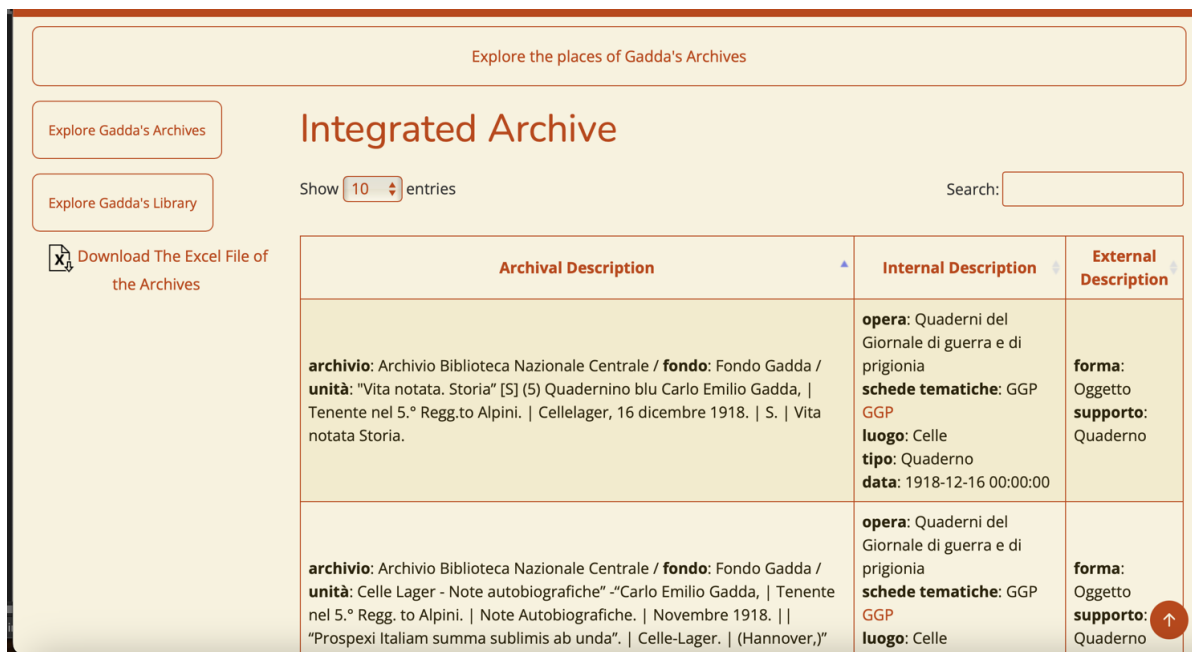 Explore the places of Gadda's Archives
Explore Gadda's Archives
Explore Gadda's Library
Download The Excel File of
the Archives
Integrated Archive
Show 10 entries
Search:
Archival Description
Internal Description
External
Description
archivio: Archivio Biblioteca Nazionale Centrale / fondo: Fondo Gadda /
unità: "Vita notata. Storia” [S] (5) Quadernino blu Carlo Emilio Gadda, |
Tenente nel 5.° Regg.to Alpini. | Cellelager, 16 dicembre 1918. | S. | Vita
notata Storia.
opera: Quaderni del
Giornale di guerra e di
prigionia
schede tematiche: GGP
GGP
luogo: Celle
tipo: Quaderno
data: 1918-12-16 00:00:00
forma:
Oggetto
supporto:
Quaderno
archivio: Archivio Biblioteca Nazionale Centrale / fondo: Fondo Gadda /
unità: Celle Lager - Note autobiografiche” -“Carlo Emilio Gadda, | Tenente
nel 5.° Regg. to Alpini. | Note Autobiografiche. | Novembre 1918. | |
“Prospexi Italiam summa sublimis ab unda”. | Celle-Lager. | (Hannover,)”
opera: Quaderni del
Giornale di guerra e di
prigionia
schede tematiche: GGP
GGP
luogo: Celle
forma:
Oggetto
supporto:
Quaderno